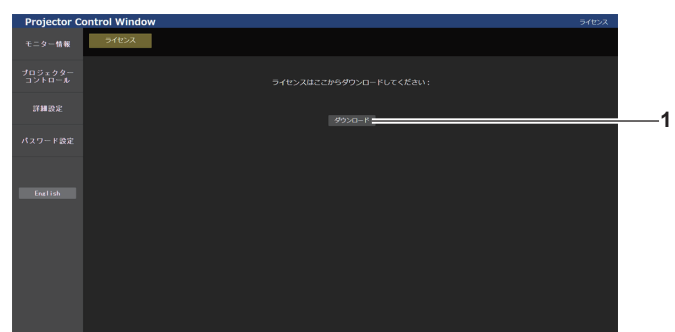 Projector Control Window
ライセンス
モニター情報
ライセンス
プロジェクター
コントロール
ライセンスはここからダウンロードしてください：
詳細設定
ダウンロード
1
パスワード設定
English